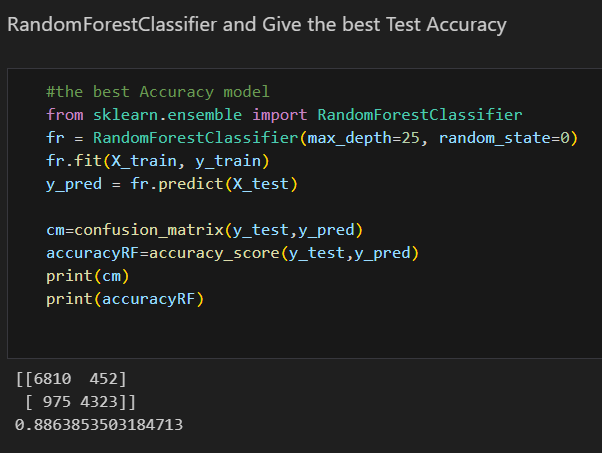 RandomForestClassifier and Give the best Test Accuracy
#the best Accuracy model
from sklearn.ensemble import RandomForestClassifier
fr = RandomForestClassifier(max_depth=25, random_state=0)
fr.fit(X_train, y_train)
y_pred = fr.predict(X_test)
cm=confusion_matrix(y_test,y_pred)
accuracyRF=accuracy_score(y_test,y_pred)
print(cm)
print(accuracyRF)
[[6810  452]
 [ 975 4323]]
0.8863853503184713